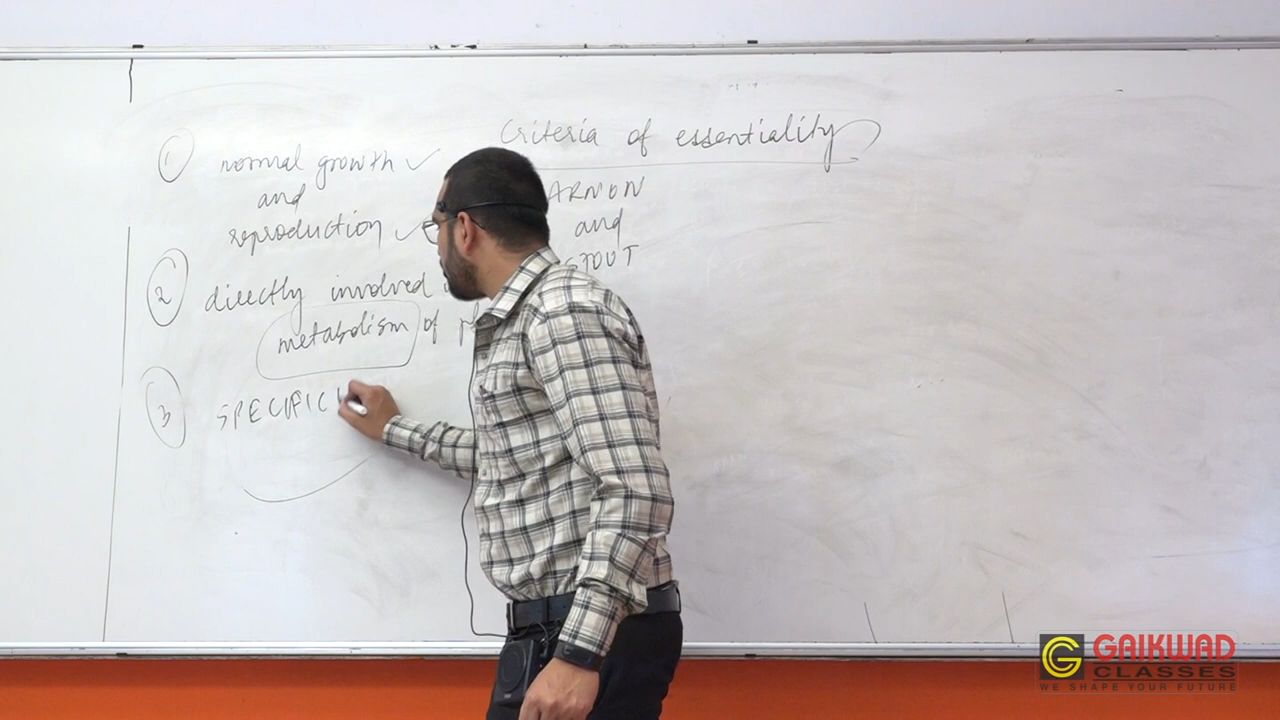 Criteria of essentiality
ARNON
and
STOUT
1 normal growth ✓
and
reproduction ✓
2 directly involved
metabolism of
3 SPECIFIC
GAIKWAD
CLASSES
WE SHAPE YOUR FUTURE